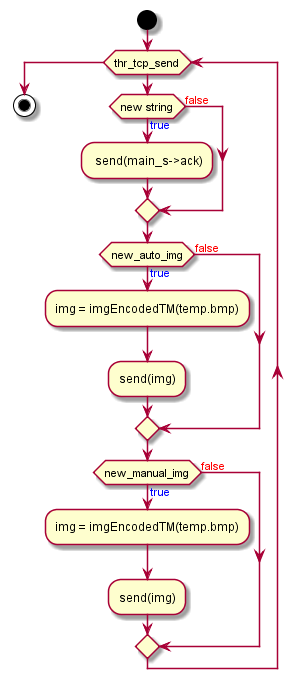 thr_tcp_send
new string
false
true
send(main_s->ack)
new_auto_img
false
true
img = imgEncodedTM(temp.bmp)
send(img)
new_manual_img
false
true
img = imgEncodedTM(temp.bmp)
send(img)